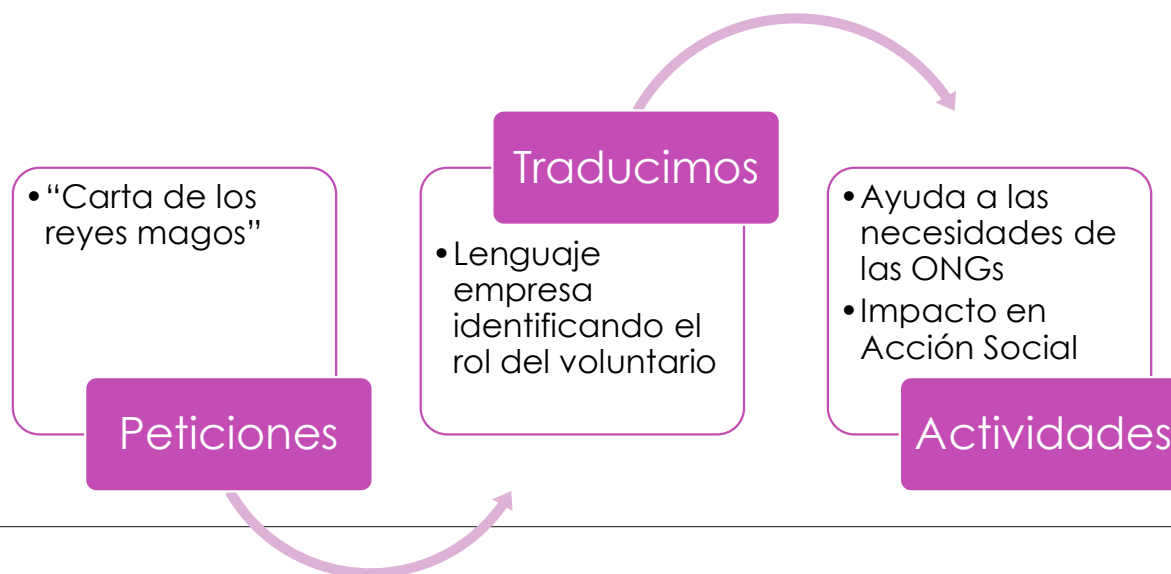 • “Carta de los
reyes magos”
Peticiones
Traducimos
• Lenguaje
empresa
identificando el
rol del voluntario
• Ayuda a las
necesidades de
las ONGs
• Impacto en
Acción Social
Actividades